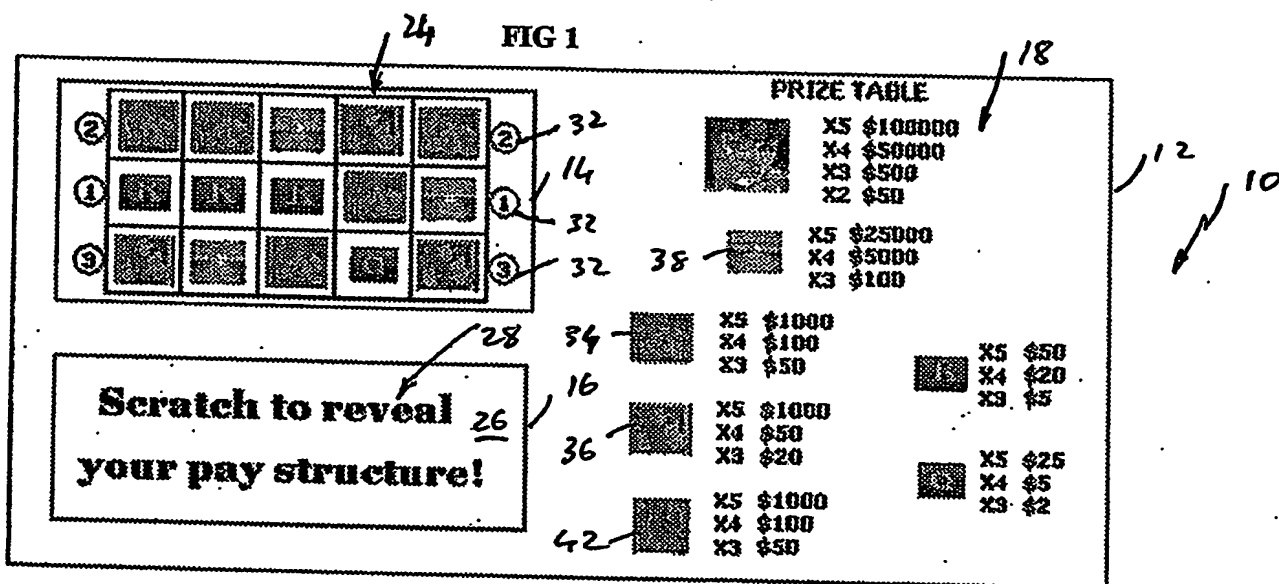 24 FIG 1
18
PRIZE TABLE
2 2 32
X5 $100000
X4 $50000
X3 $500
X2 $50
12
10
1 1 14
32
3 3 32
38
X5 $25000
X4 $5000
X3 $100
34
X5 $1000
X4 $100
X3 $50
X5 $50
X4 $20
X3 $5
28
Scratch to reveal
26
16
your pay structure!
36
X5 $1000
X4 $50
X3 $20
X5 $25
X4 $5
X3 $2
42
X5 $1000
X4 $100
X3 $50